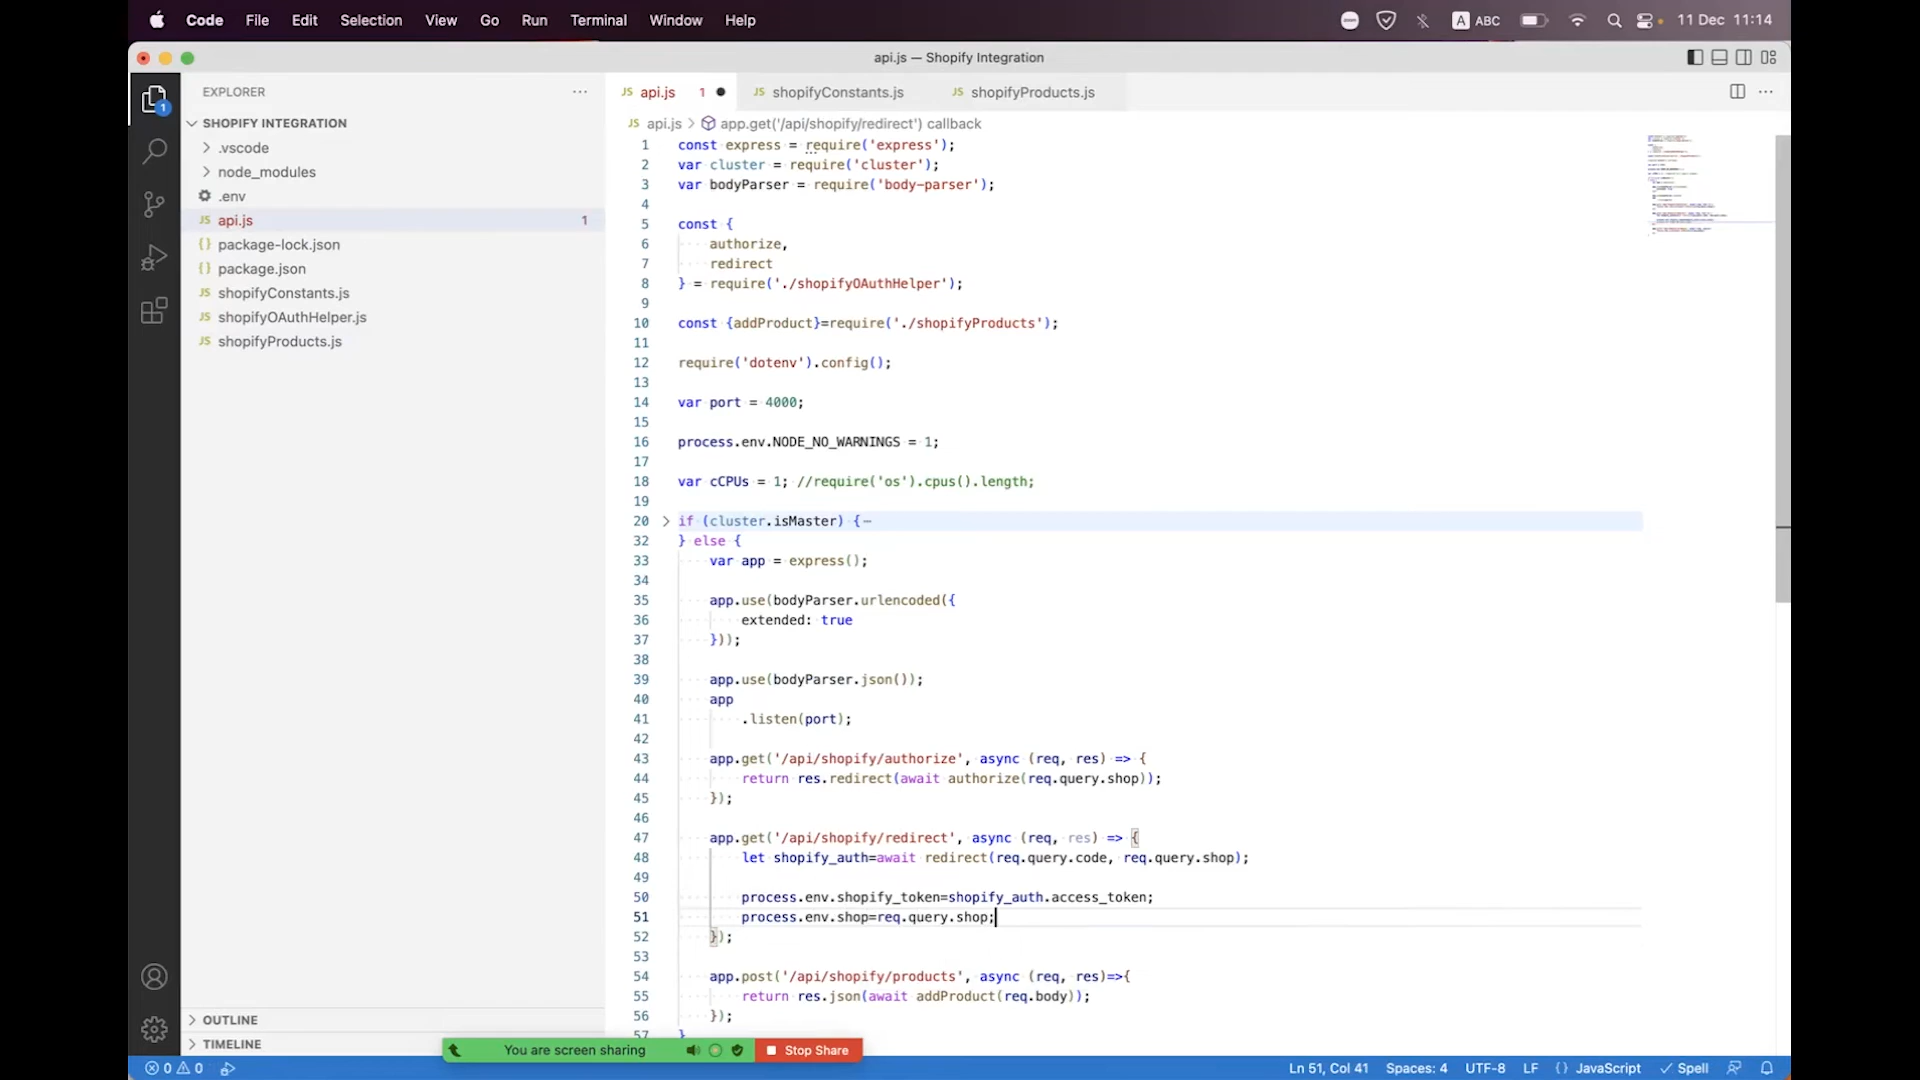 Code File Edit Selection View Go Run Terminal Window Help
zoom A ABC 11 Dec 11:14
api.js — Shopify Integration
EXPLORER ···
SHOPIFY INTEGRATION
.vscode
node_modules
.env
JS api.js 1
{} package-lock.json
{} package.json
JS shopifyConstants.js
JS shopifyOAuthHelper.js
JS shopifyProducts.js
OUTLINE
TIMELINE
1
JS api.js 1 JS shopifyConstants.js JS shopifyProducts.js
JS api.js > app.get('/api/shopify/redirect') callback
1 const express = require('express');
2 var cluster = require('cluster');
3 var bodyParser = require('body-parser');
4
5 const {
6 authorize,
7 redirect
8 } = require('./shopifyOAuthHelper');
9
10 const {addProduct}=require('./shopifyProducts');
11
12 require('dotenv').config();
13
14 var port = 4000;
15
16 process.env.NODE_NO_WARNINGS = 1;
17
18 var cCPUs = 1; //require('os').cpus().length;
19
20 if (cluster.isMaster) {⋯
32 } else {
33 var app = express();
34
35 app.use(bodyParser.urlencoded({
36 extended: true
37 }));
38
39 app.use(bodyParser.json());
40 app
41 .listen(port);
42
43 app.get('/api/shopify/authorize', async (req, res) => {
44 return res.redirect(await authorize(req.query.shop));
45 });
46
47 app.get('/api/shopify/redirect', async (req, res) => {
48 let shopify_auth=await redirect(req.query.code, req.query.shop);
49
50 process.env.shopify_token=shopify_auth.access_token;
51 process.env.shop=req.query.shop;
52 });
53
54 app.post('/api/shopify/products', async (req, res)=>{
55 return res.json(await addProduct(req.body));
56 });
57 }
You are screen sharing Stop Share
0 0 Ln 51, Col 41 Spaces: 4 UTF-8 LF {} JavaScript Spell